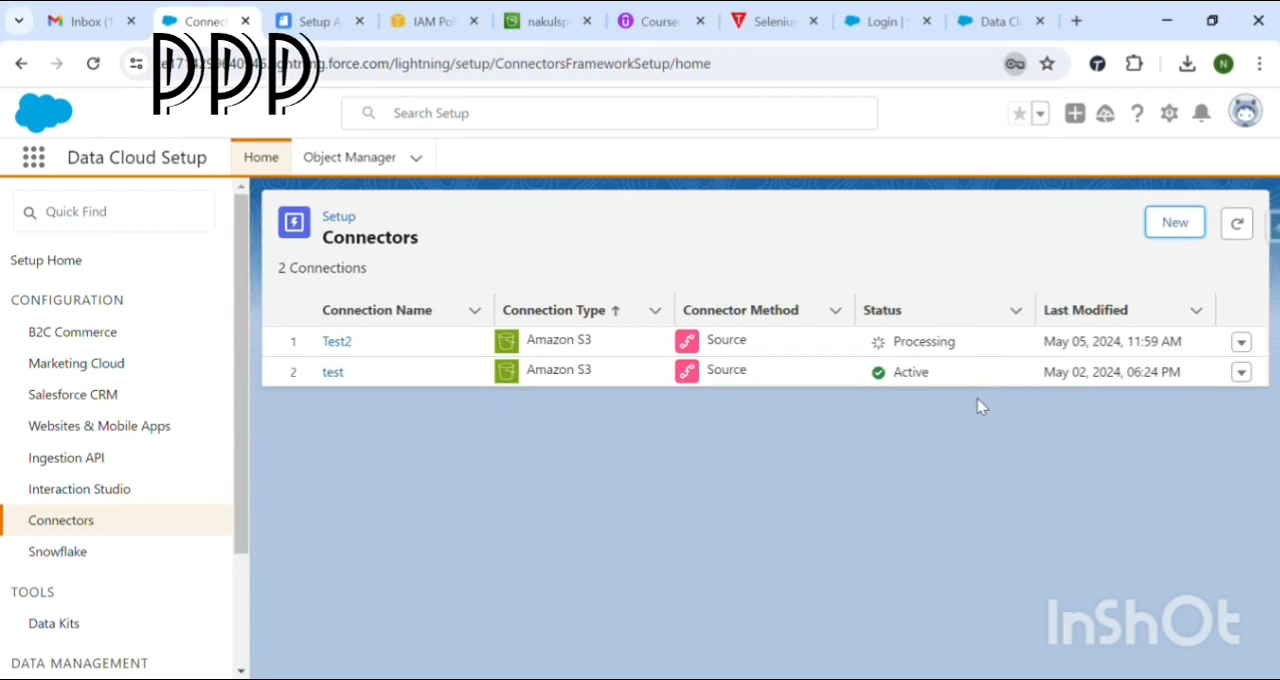 Inbox (1
Connect
Setup A
IAM Pol
nakulsp
Course:
Seleniu
Login |
Data Cl
lightning.force.com/lightning/setup/ConnectorsFrameworkSetup/home
N
PPP
Search Setup
Data Cloud Setup
Home
Object Manager
Quick Find
Setup Home
CONFIGURATION
B2C Commerce
Marketing Cloud
Salesforce CRM
Websites & Mobile Apps
Ingestion API
Interaction Studio
Connectors
Snowflake
TOOLS
Data Kits
DATA MANAGEMENT
Setup
Connectors
New
2 Connections
Connection Name Connection Type Connector Method Status Last Modified
1 Test2 Amazon S3 Source Processing May 05, 2024, 11:59 AM
2 test Amazon S3 Source Active May 02, 2024, 06:24 PM
InShOt